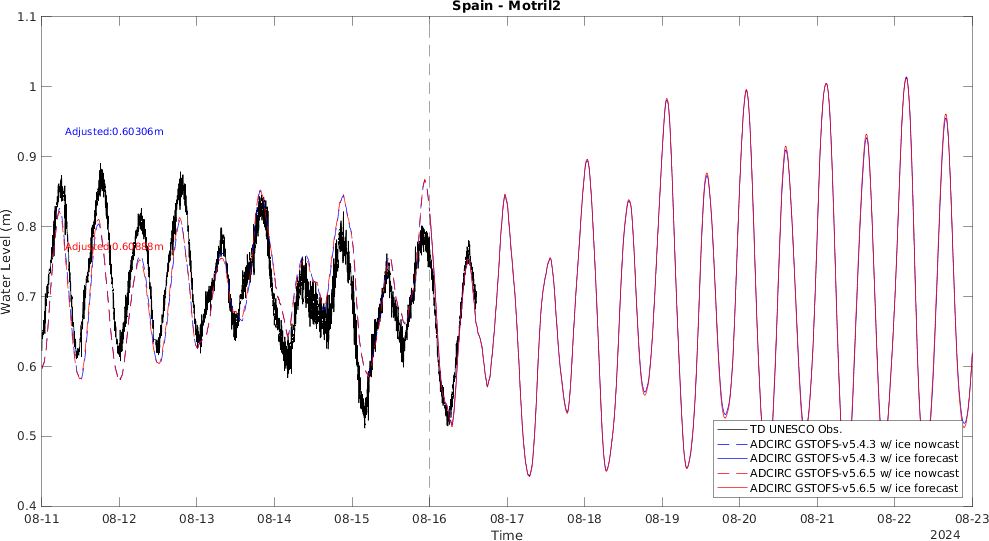 Spain - Motril2
1.1
1
0.9
0.8
0.7
0.6
0.5
0.4
Water Level (m)
Adjusted:0.60306m
Adjusted:0.60888m
TD UNESCO Obs.
ADCIRC GSTOFS-v5.4.3 w/ ice nowcast
ADCIRC GSTOFS-v5.4.3 w/ ice forecast
ADCIRC GSTOFS-v5.6.5 w/ ice nowcast
ADCIRC GSTOFS-v5.6.5 w/ ice forecast
08-11 08-12 08-13 08-14 08-15 08-16 08-17 08-18 08-19 08-20 08-21 08-22 08-23
Time
2024